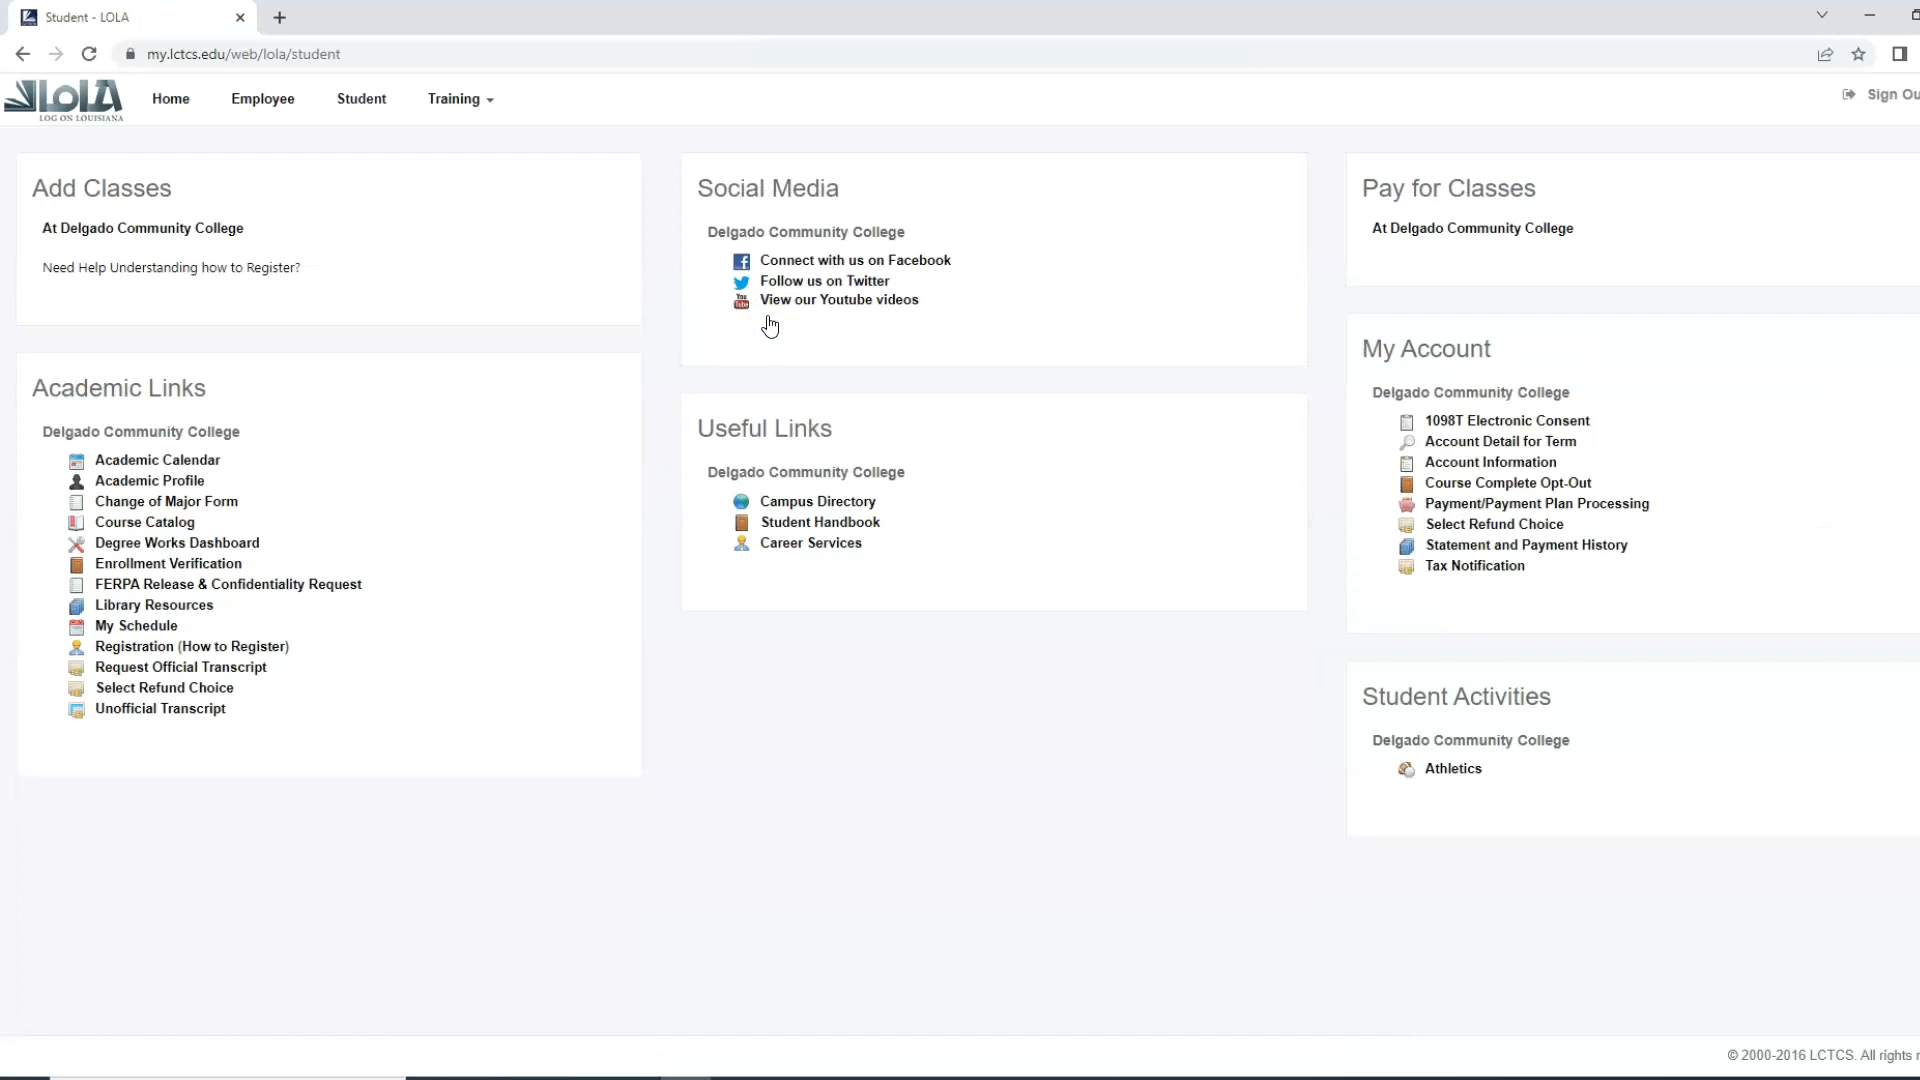 Student - LOLA
my.lctcs.edu/web/lola/student
LOLA
LOG ON LOUISIANA
Home
Employee
Student
Training
Sign Ou
Add Classes
At Delgado Community College
Need Help Understanding how to Register?
Academic Links
Delgado Community College
Academic Calendar
Academic Profile
Change of Major Form
Course Catalog
Degree Works Dashboard
Enrollment Verification
FERPA Release & Confidentiality Request
Library Resources
My Schedule
Registration (How to Register)
Request Official Transcript
Select Refund Choice
Unofficial Transcript
Social Media
Delgado Community College
Connect with us on Facebook
Follow us on Twitter
You Tube
View our Youtube videos
Useful Links
Delgado Community College
Campus Directory
Student Handbook
Career Services
Pay for Classes
At Delgado Community College
My Account
Delgado Community College
1098T Electronic Consent
Account Detail for Term
Account Information
Course Complete Opt-Out
Payment/Payment Plan Processing
Select Refund Choice
Statement and Payment History
Tax Notification
Student Activities
Delgado Community College
Athletics
© 2000-2016 LCTCS. All rights r